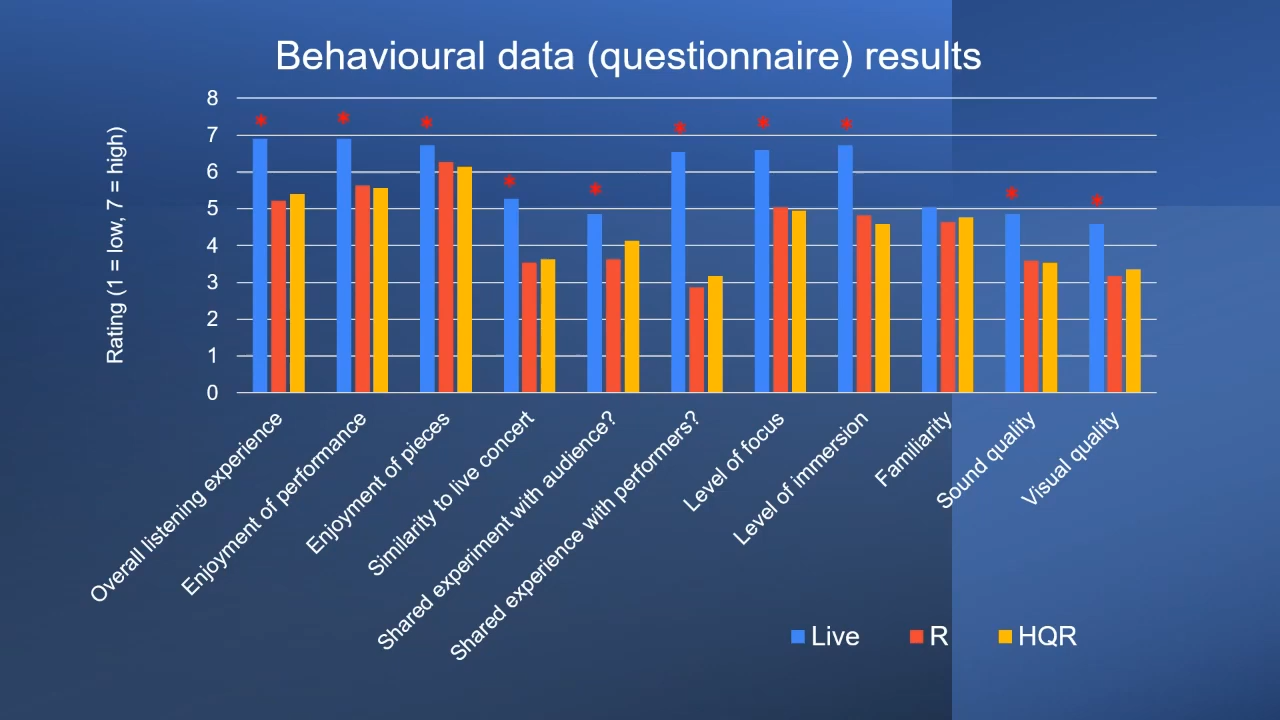 Behavioural data (questionnaire) results
Rating (1 = low, 7 = high)
8
7
6
5
4
3
2
1
0
Overall listening experience
Enjoyment of performance
Enjoyment of pieces
Similarity to live concert
Shared experiment with audience?
Shared experience with performers?
Level of focus
Level of immersion
Familiarity
Sound quality
Visual quality
Live R HQR